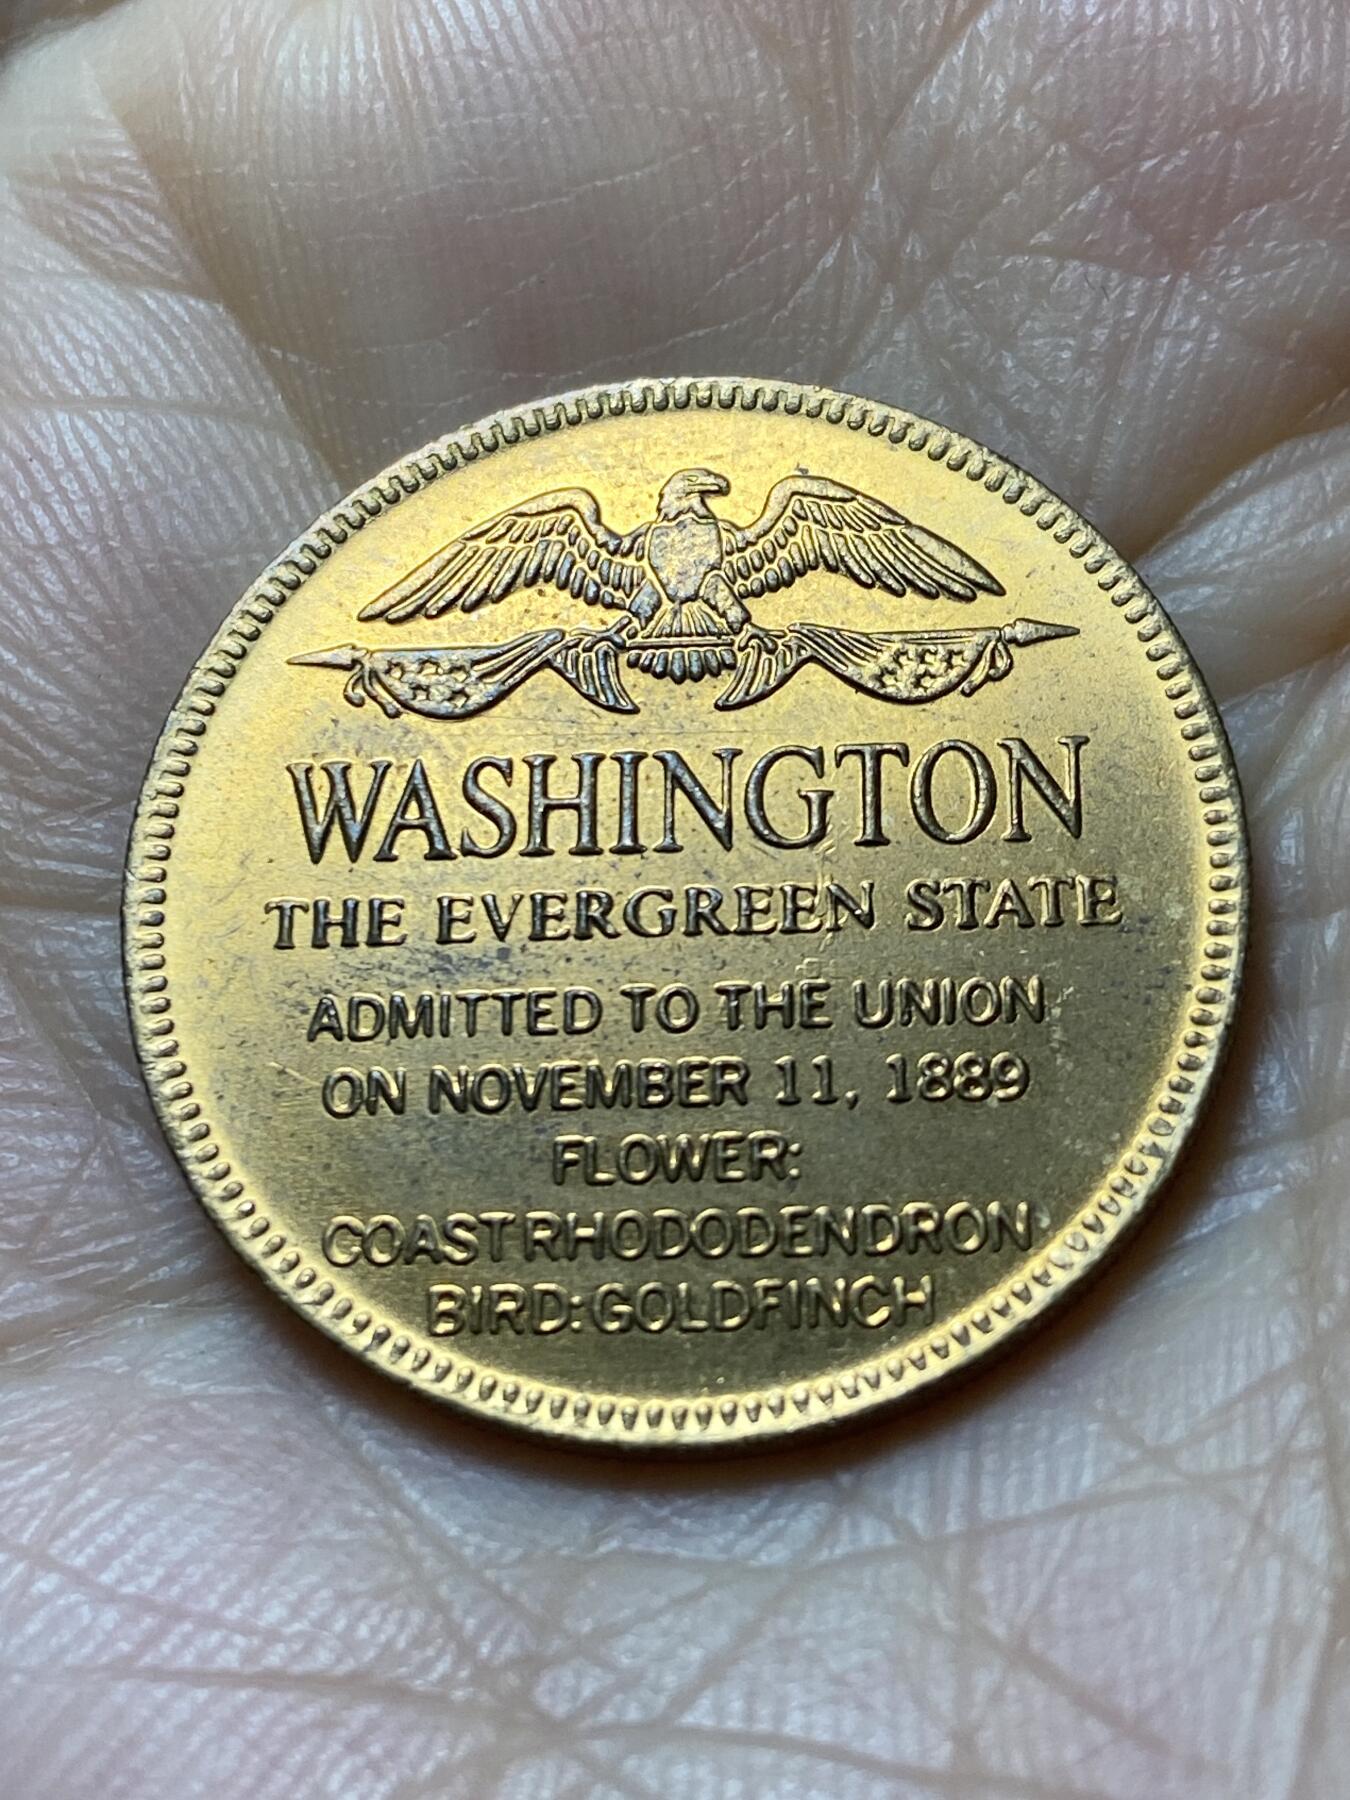 WASHINGTON
THE EVERGREEN STATE
ADMITTED TO THE UNION
ON NOVEMBER 11, 1889
FLOWER:
COAST RHODODENDRON
BIRD: GOLDFINCH